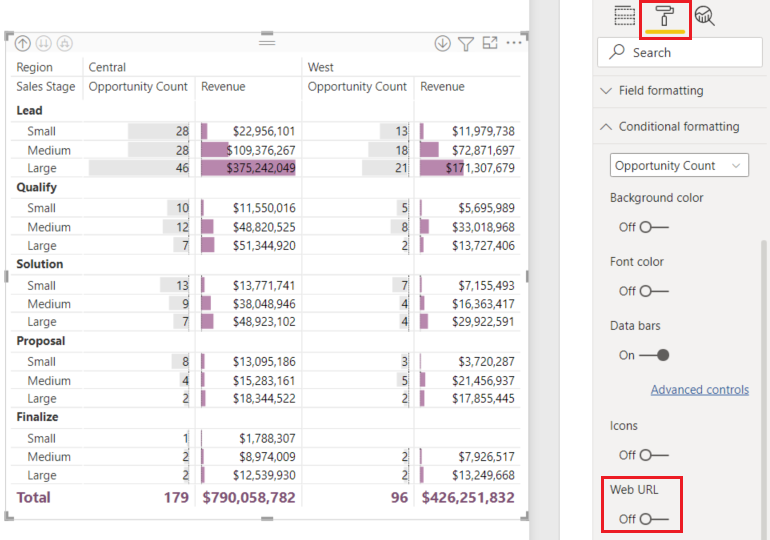 Region Central West
Sales Stage Opportunity Count Revenue Opportunity Count Revenue
Lead
Small 28 $22,956,101 13 $11,979,738
Medium 28 $109,376,267 18 $72,871,697
Large 46 $375,242,049 21 $171,307,679
Qualify
Small 10 $11,550,016 5 $5,695,989
Medium 12 $48,820,525 8 $33,018,968
Large 7 $51,344,920 2 $13,727,406
Solution
Small 13 $13,771,741 7 $7,155,493
Medium 9 $38,048,946 4 $16,363,417
Large 7 $48,923,102 4 $29,922,591
Proposal
Small 8 $13,095,186 3 $3,720,287
Medium 4 $15,283,161 5 $21,456,937
Large 2 $18,344,522 2 $17,855,445
Finalize
Small 1 $1,788,307
Medium 2 $8,974,009 2 $7,926,517
Large 2 $12,539,930 2 $13,249,668
Total 179 $790,058,782 96 $426,251,832
Search
Field formatting
Conditional formatting
Opportunity Count
Background color
Off
Font color
Off
Data bars
On
Advanced controls
Icons
Off
Web URL
Off